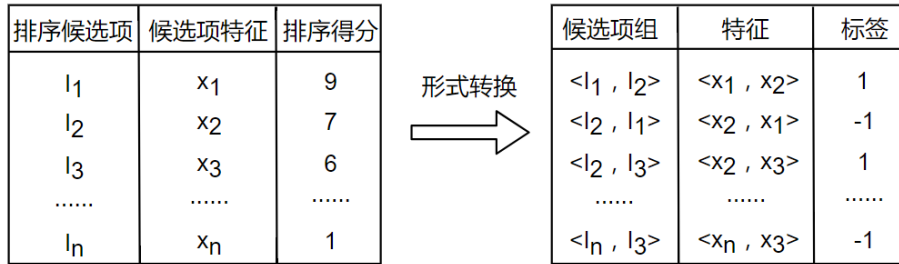 排序候选项 候选项特征 排序得分
I₁ x₁ 9
I₂ x₂ 7
I₃ x₃ 6
...... ...... ......
Iₙ xₙ 1
形式转换
候选项组 特征 标签
<I₁ , I₂> <x₁ , x₂> 1
<I₂ , I₁> <x₂ , x₁> -1
<I₂ , I₃> <x₂ , x₃> 1
...... ...... ......
<Iₙ , I₃> <xₙ , x₃> -1